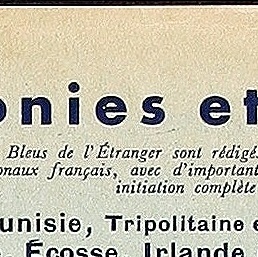 onies et
Bleus de l'Étranger sont rédigé
onaux français, avec d'important
initiation complète
unisie, Tripolitaine e
Écosse, Irlande